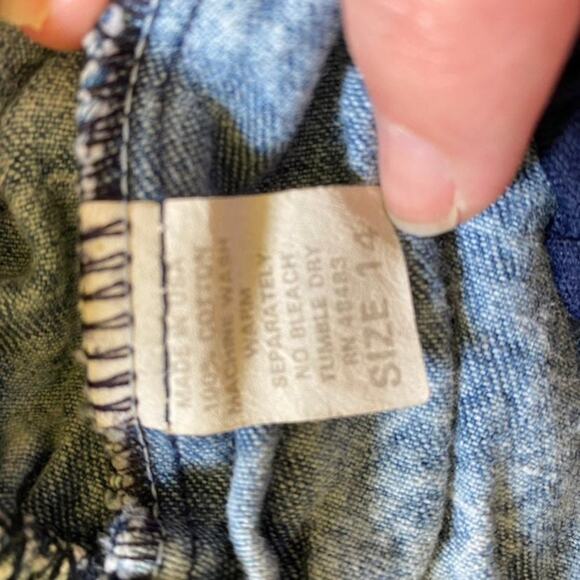 MADE IN USA
100% COTTON
MACHINE WASH
WARM
SEPARATELY
NO BLEACH
TUMBLE DRY
RN 48483
SIZE 14